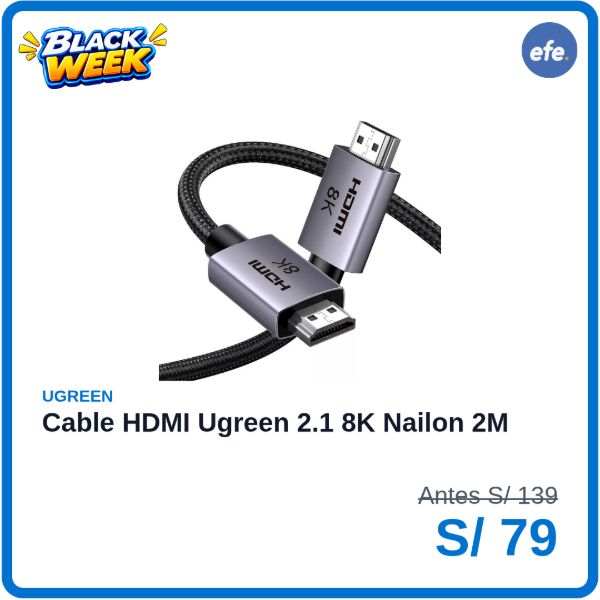 BLACK
WEEK
efe.
HDMI
8K
HDMI
8K
UGREEN
Cable HDMI Ugreen 2.1 8K Nailon 2M
Antes S/ 139
S/ 79